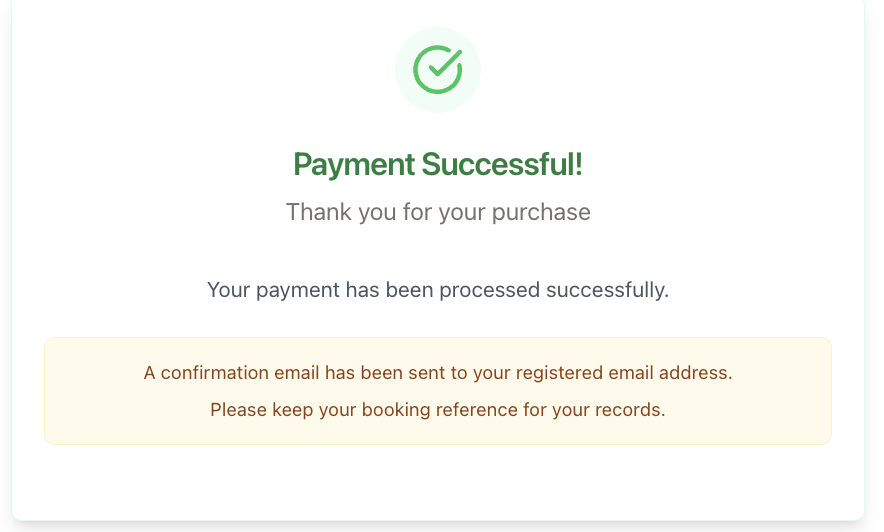 Payment Successful!
Thank you for your purchase
Your payment has been processed successfully.
A confirmation email has been sent to your registered email address.
Please keep your booking reference for your records.